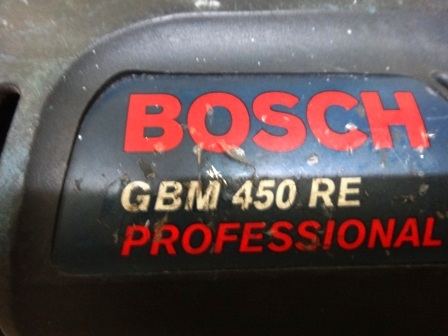 BOSCH
GBM 450 RE
PROFESSIONAL